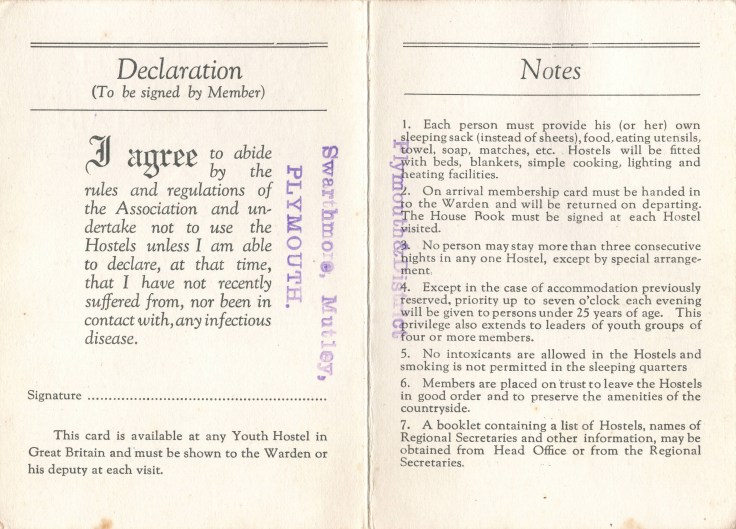 Declaration
(To be signed by Member)
I agree to abide
by the
rules and regulations of
the Association and un-
dertake not to use the
Hostels unless I am able
to declare, at that time,
that I have not recently
suffered from, nor been in
contact with, any infectious
disease.
Signature
This card is available at any Youth Hostel in
Great Britain and must be shown to the Warden or
his deputy at each visit.
Swarthmore, Mutley,
PLYMOUTH.
Notes
1. Each person must provide his (or her) own
sleeping sack (instead of sheets), food, eating utensils,
towel, soap, matches, etc. Hostels will be fitted
with beds, blankets, simple cooking, lighting and
heating facilities.
2. On arrival membership card must be handed in
to the Warden and will be returned on departing.
The House Book must be signed at each Hostel
visited.
3. No person may stay more than three consecutive
nights in any one Hostel, except by special arrange-
ment.
4. Except in the case of accommodation previously
reserved, priority up to seven o'clock each evening
will be given to persons under 25 years of age. This
privilege also extends to leaders of youth groups of
four or more members.
5. No intoxicants are allowed in the Hostels and
smoking is not permitted in the sleeping quarters
6. Members are placed on trust to leave the Hostels
in good order and to preserve the amenities of the
countryside.
7. A booklet containing a list of Hostels, names of
Regional Secretaries and other information, may be
obtained from Head Office or from the Regional
Secretaries.
Plymouth & District